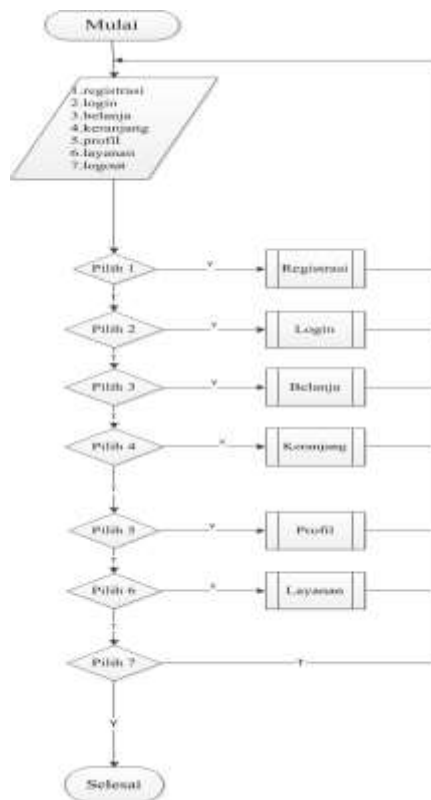 Mulai
1.registrasi
2.login
3.belanja
4.keranjang
5.profil
6.layanan
7.logout
Pilih 1
Y
Registrasi
T
Pilih 2
Y
Login
T
Pilih 3
Y
Belanja
T
Pilih 4
Y
Keranjang
T
Pilih 5
Y
Profil
T
Pilih 6
Y
Layanan
T
Pilih 7
T
Y
Selesai